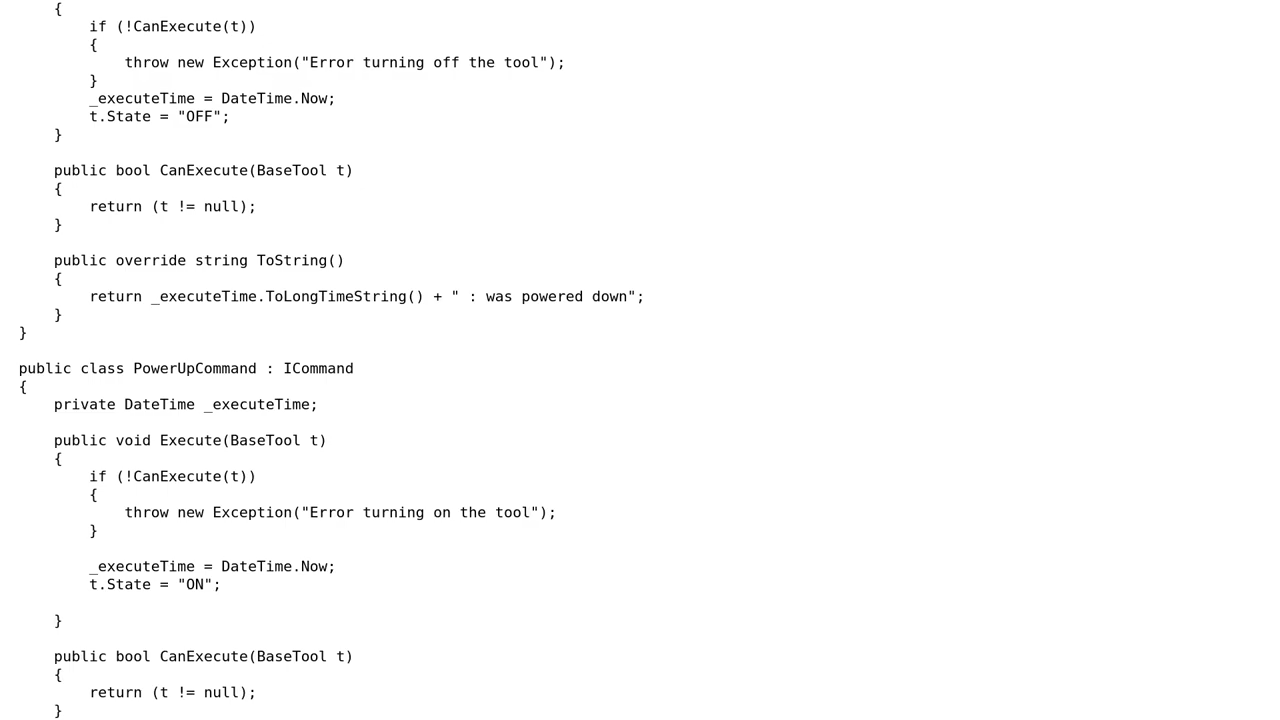 {
        if (!CanExecute(t))
        {
            throw new Exception("Error turning off the tool");
        }
        _executeTime = DateTime.Now;
        t.State = "OFF";
    }

    public bool CanExecute(BaseTool t)
    {
        return (t != null);
    }

    public override string ToString()
    {
        return _executeTime.ToLongTimeString() + " : was powered down";
    }
}

public class PowerUpCommand : ICommand
{
    private DateTime _executeTime;

    public void Execute(BaseTool t)
    {
        if (!CanExecute(t))
        {
            throw new Exception("Error turning on the tool");
        }

        _executeTime = DateTime.Now;
        t.State = "ON";

    }

    public bool CanExecute(BaseTool t)
    {
        return (t != null);
    }